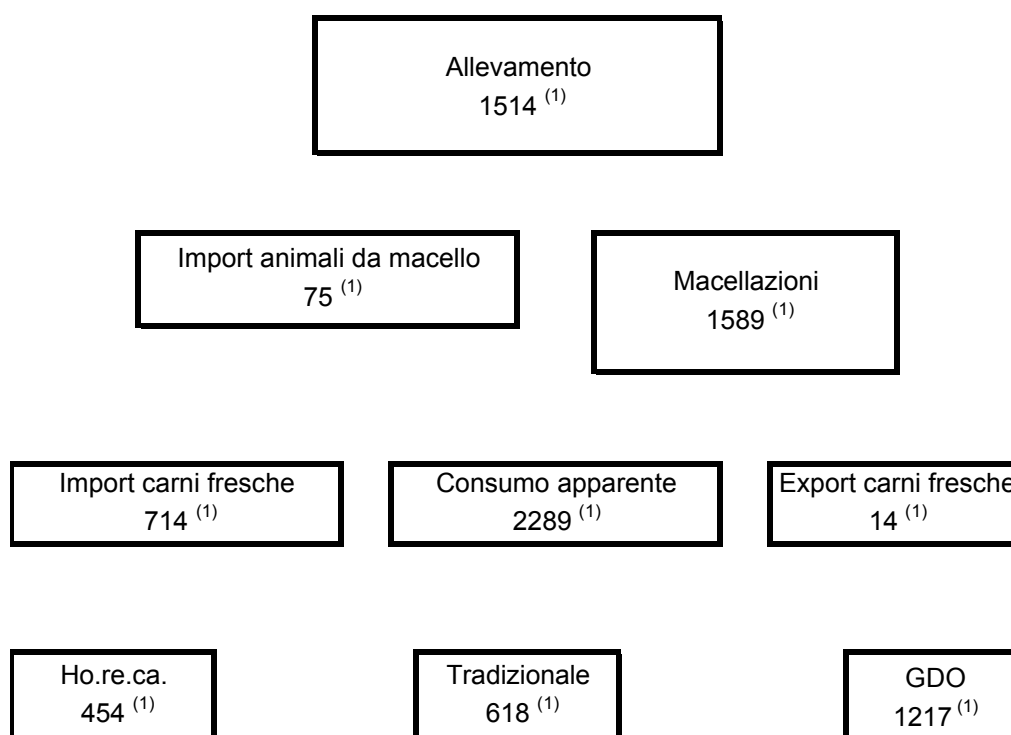 Allevamento
1514 (1)
Import animali da macello
75 (1)
Macellazioni
1589 (1)
Import carni fresche
714 (1)
Consumo apparente
2289 (1)
Export carni fresche
14 (1)
Ho.re.ca.
454 (1)
Tradizionale
618 (1)
GDO
1217 (1)